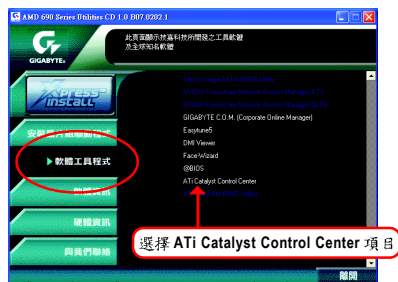 AMD 690 Series Utilities CD 1.0 B07.0202.1
GIGABYTE
此頁面顯示技嘉科技所開發之工具軟體
及全球知名軟體
Xpress
INSTALL
安裝晶片組驅動程式
軟體工具程式
軟體資訊
硬體資訊
與我們聯絡
GIGABYTE C.O.M. (Corporate Online Manager)
Easytune5
DMI Viewer
Face-Wizard
@BIOS
ATi Catalyst Control Center
選擇 ATi Catalyst Control Center 項目
離開